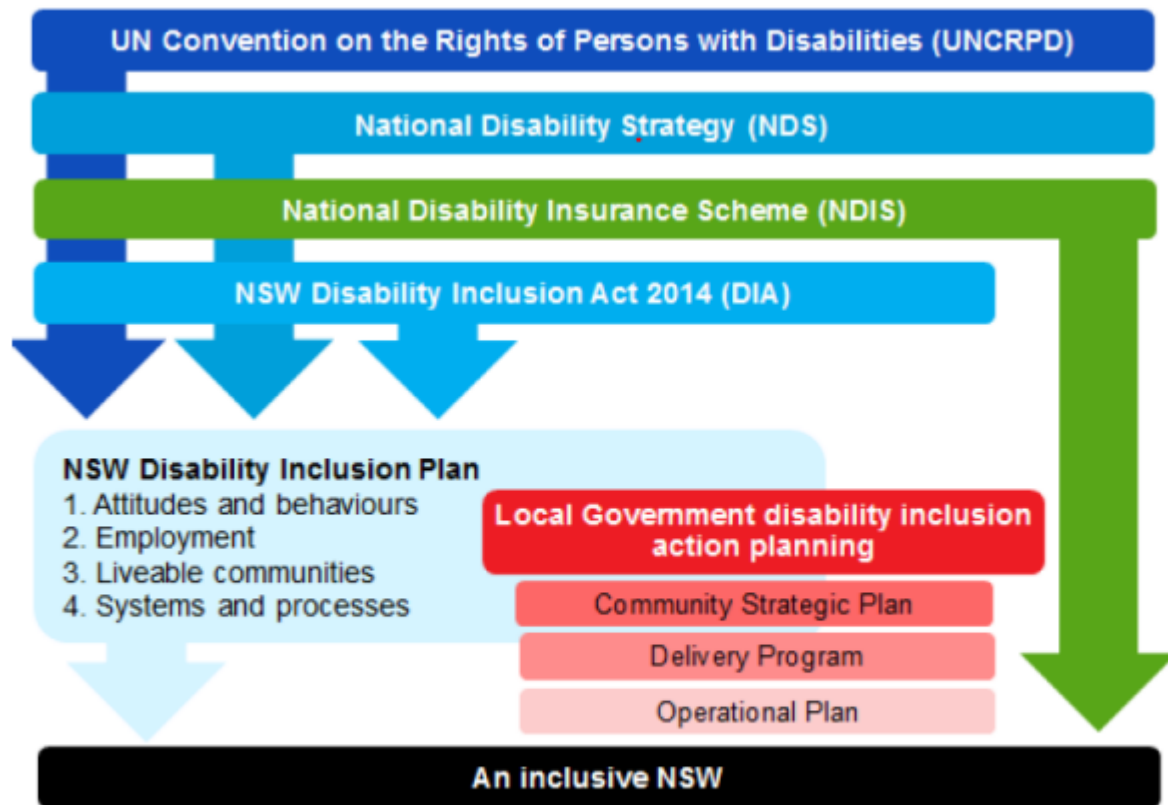 UN Convention on the Rights of Persons with Disabilities (UNCRPD)
National Disability Strategy (NDS)
National Disability Insurance Scheme (NDIS)
NSW Disability Inclusion Act 2014 (DIA)
NSW Disability Inclusion Plan
1. Attitudes and behaviours
2. Employment
3. Liveable communities
4. Systems and processes
Local Government disability inclusion
action planning
Community Strategic Plan
Delivery Program
Operational Plan
An inclusive NSW